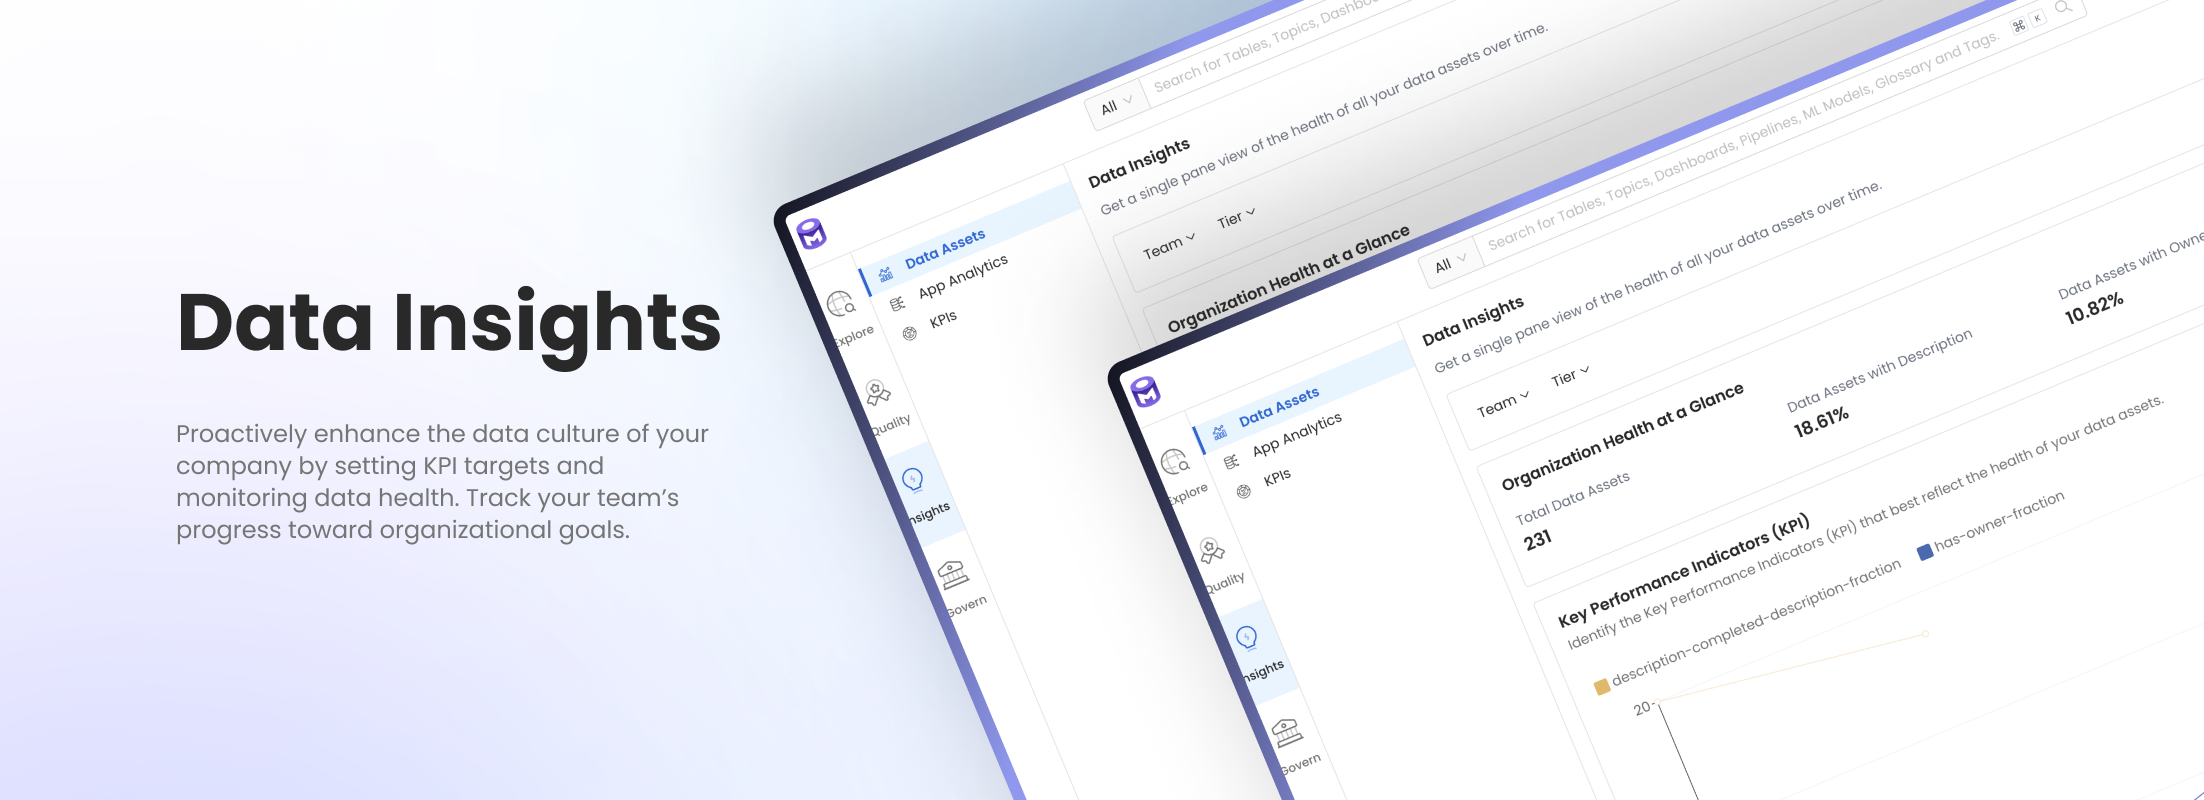 Data Insights
Proactively enhance the data culture of your
company by setting KPI targets and
monitoring data health. Track your team’s
progress toward organizational goals.
All
Search for Tables, Topics,
Data Insights
Get a single pane view of the health of all your data assets over time.
Team
Tier
Organization Health at a Glance
Data Assets
App Analytics
KPIs
Explore
Quality
Insights
Govern
All
Search for Tables, Topics, Dashboards, Pipelines, ML Models, Glossary and Tags.
⌘ K
Data Insights
Get a single pane view of the health of all your data assets over time.
Team
Tier
Organization Health at a Glance
Total Data Assets
231
Data Assets with Description
18.61%
Data Assets with
10.82%
Key Performance Indicators (KPI)
Identify the Key Performance Indicators (KPI) that best reflect the health of your data assets.
description-completed-description-fraction
has-owner-fraction
20
Data Assets
App Analytics
KPIs
Explore
Quality
Insights
Govern